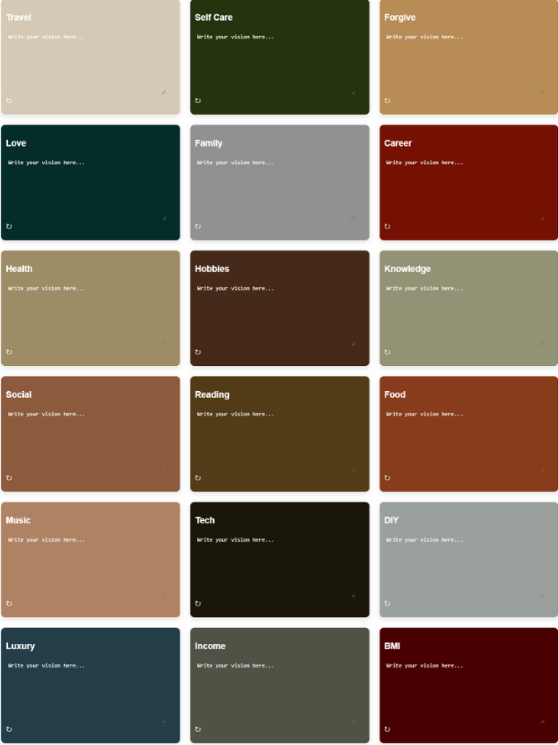 Travel
Write your vision here...
↻
Self Care
Write your vision here...
↻
Forgive
Write your vision here...
↻
Love
Write your vision here...
↻
Family
Write your vision here...
↻
Career
Write your vision here...
↻
Health
Write your vision here...
↻
Hobbies
Write your vision here...
↻
Knowledge
Write your vision here...
↻
Social
Write your vision here...
↻
Reading
Write your vision here...
↻
Food
Write your vision here...
↻
Music
Write your vision here...
↻
Tech
Write your vision here...
↻
DIY
Write your vision here...
↻
Luxury
Write your vision here...
↻
Income
Write your vision here...
↻
BMI
Write your vision here...
↻